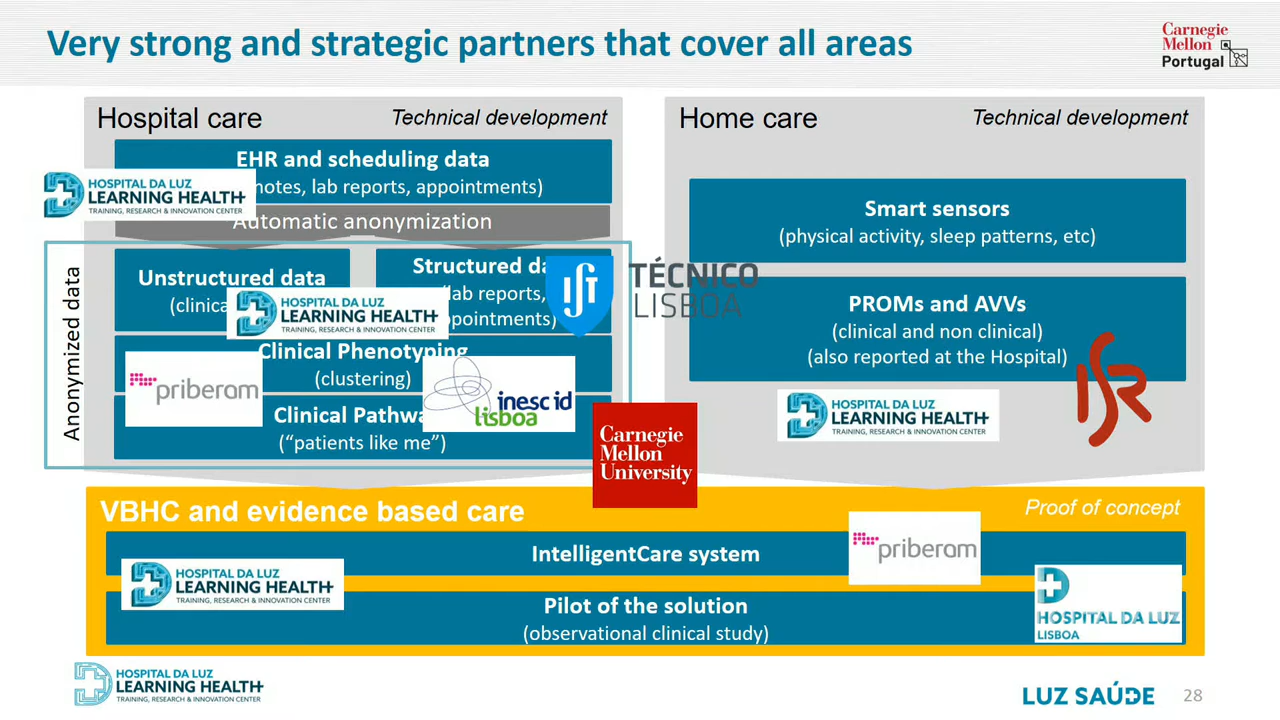 Very strong and strategic partners that cover all areas
Carnegie
Mellon
Portugal
Hospital care
Technical development
EHR and scheduling data
notes, lab reports, appointments)
HOSPITAL DA LUZ
LEARNING HEALTH
TRAINING, RESEARCH & INNOVATION CENTER
Automatic anonymization
Anonymized data
Unstructured data
(clinica
Structured da
lab reports,
ppointments)
HOSPITAL DA LUZ
LEARNING HEALTH
TRAINING, RESEARCH & INNOVATION CENTER
IST
TÉCNICO
LISBOA
Clinical Phenotyping
(clustering)
priberam
inesc id
lisboa
Clinical Pathwa
(“patients like me”)
Carnegie
Mellon
University
Home care
Technical development
Smart sensors
(physical activity, sleep patterns, etc)
PROMs and AVVs
(clinical and non clinical)
(also reported at the Hospital)
ISR
HOSPITAL DA LUZ
LEARNING HEALTH
TRAINING, RESEARCH & INNOVATION CENTER
VBHC and evidence based care
Proof of concept
IntelligentCare system
priberam
HOSPITAL DA LUZ
LEARNING HEALTH
TRAINING, RESEARCH & INNOVATION CENTER
Pilot of the solution
(observational clinical study)
HOSPITAL DA LUZ
LISBOA
HOSPITAL DA LUZ
LEARNING HEALTH
TRAINING, RESEARCH & INNOVATION CENTER
LUZ SAÚDE
28